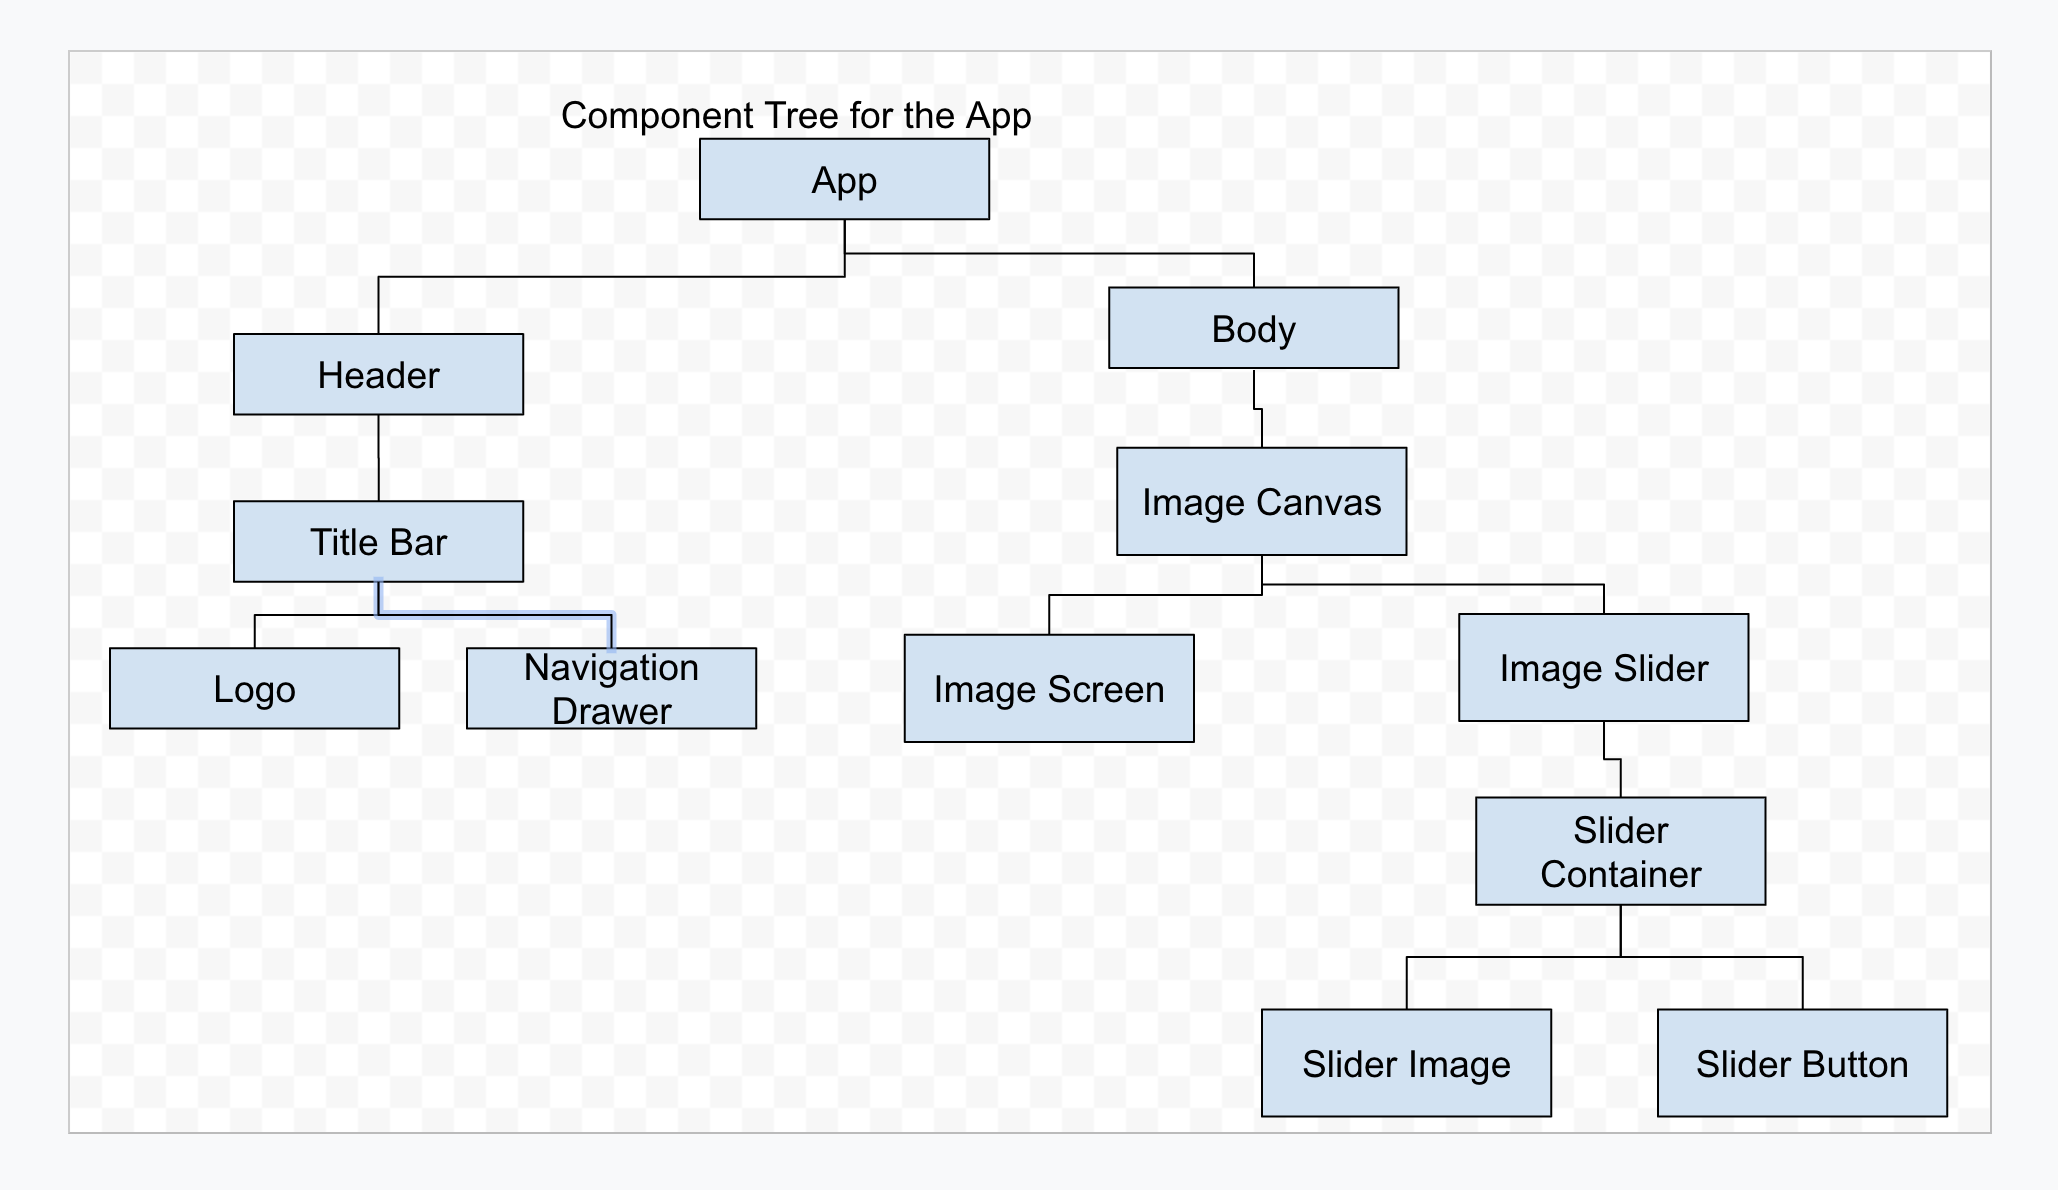 Component Tree for the App
App
Body
Header
Image Canvas
Title Bar
Navigation
Drawer
Logo
Image Screen
Image Slider
Slider
Container
Slider Image
Slider Button